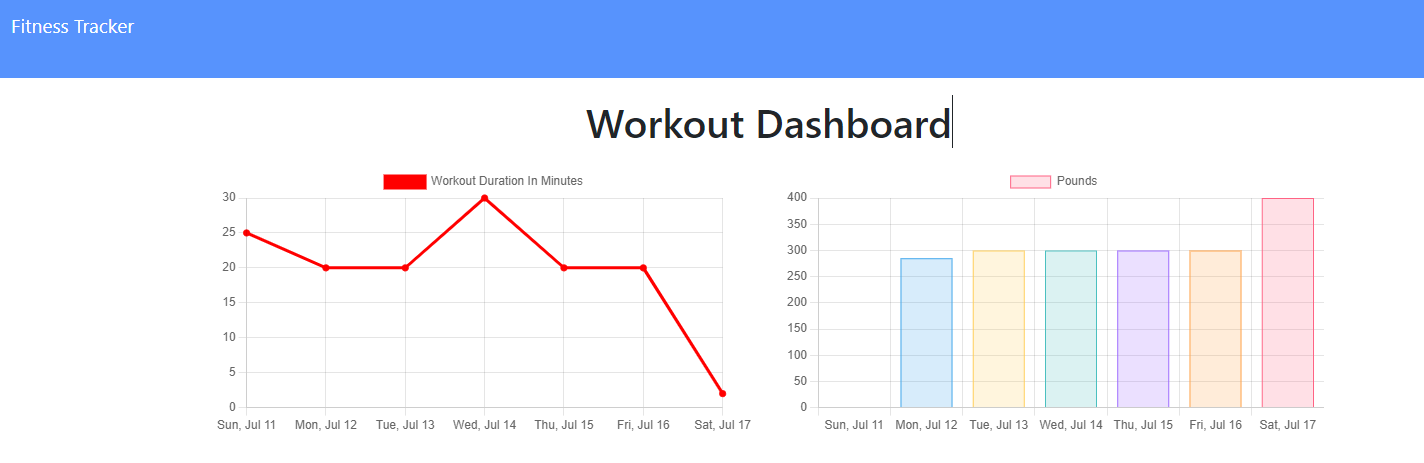 Fitness Tracker
Workout Dashboard
Workout Duration In Minutes
30
25
20
15
10
5
0
Sun, Jul 11 Mon, Jul 12 Tue, Jul 13 Wed, Jul 14 Thu, Jul 15 Fri, Jul 16 Sat, Jul 17
Pounds
400
350
300
250
200
150
100
50
0
Sun, Jul 11 Mon, Jul 12 Tue, Jul 13 Wed, Jul 14 Thu, Jul 15 Fri, Jul 16 Sat, Jul 17